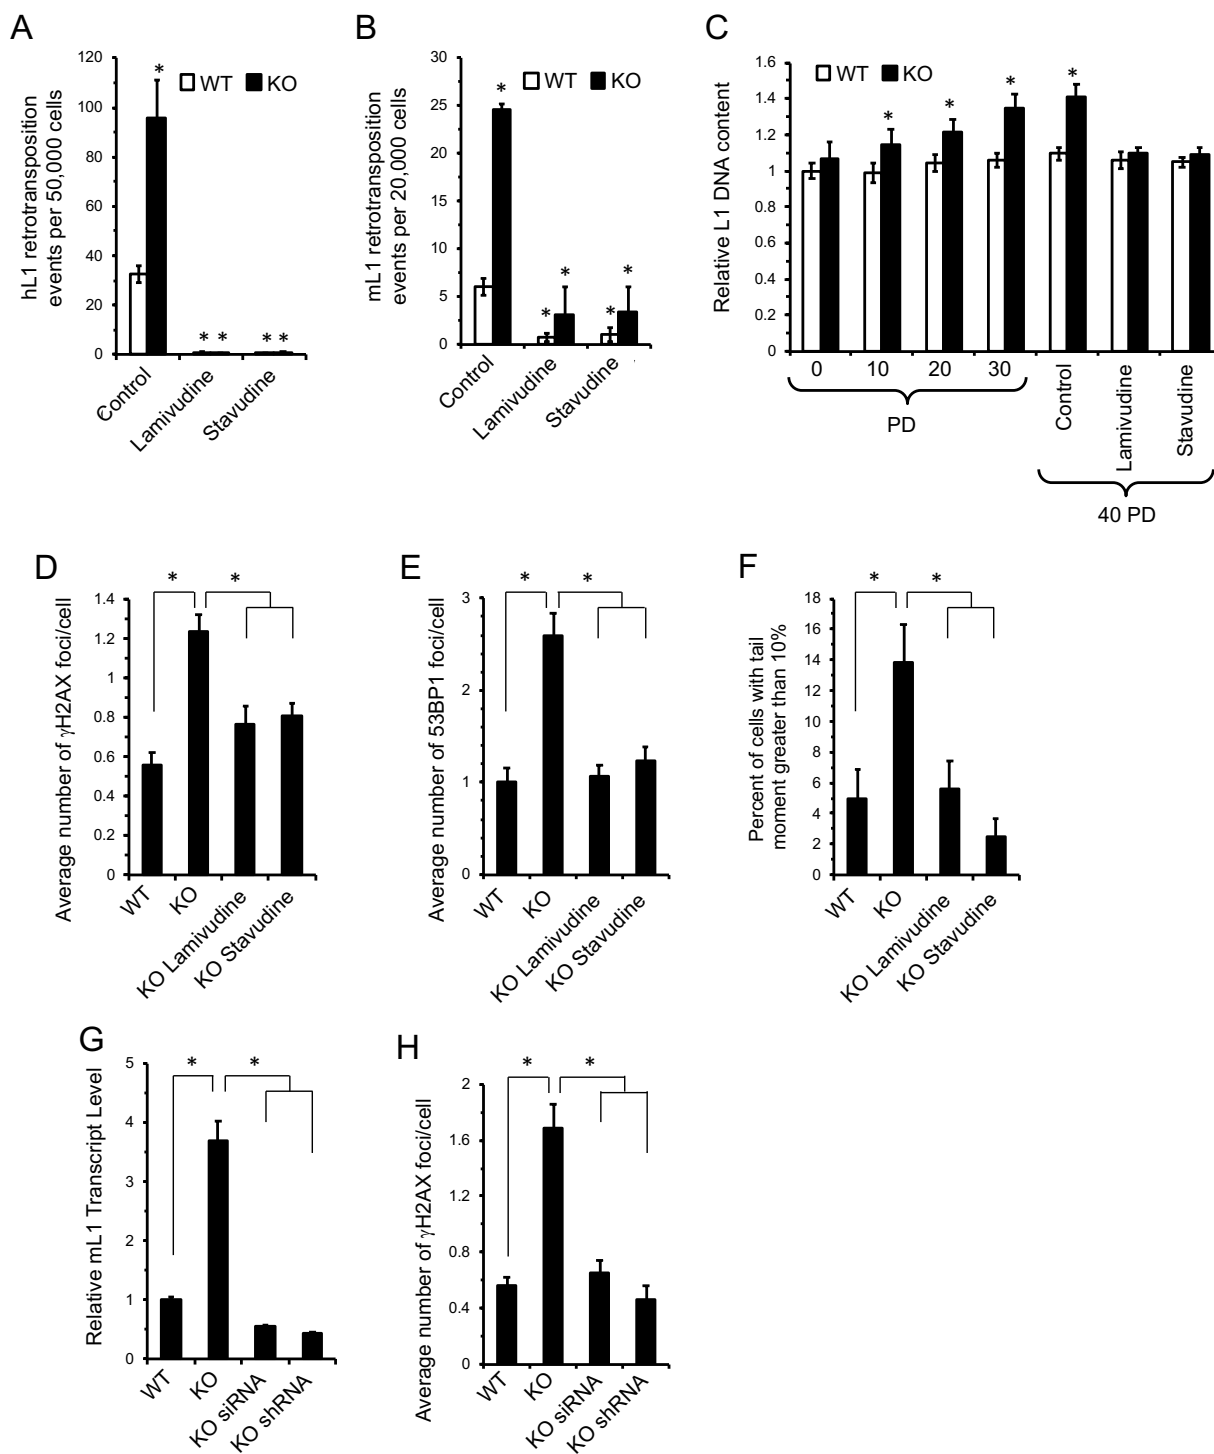 A
hL1 retrotransposition
events per 50,000 cells
120
100
80
60
40
20
0
WT KO
*
* *
* *
Control
Lamivudine
Stavudine
B
mL1 retrotransposition
events per 20,000 cells
30
25
20
15
10
5
0
WT KO
*
* *
* *
Control
Lamivudine
Stavudine
C
Relative L1 DNA content
1.6
1.4
1.2
1
0.8
0.6
0.4
0.2
0
WT KO
* * * *
0 10 20 30
PD
Control
Lamivudine
Stavudine
40 PD
D
Average number of γH2AX foci/cell
1.4
1.2
1
0.8
0.6
0.4
0.2
0
* *
WT
KO
KO Lamivudine
KO Stavudine
E
Average number of 53BP1 foci/cell
3
2
1
0
* *
WT
KO
KO Lamivudine
KO Stavudine
F
Percent of cells with tail
moment greater than 10%
18
16
14
12
10
8
6
4
2
0
* *
WT
KO
KO Lamivudine
KO Stavudine
G
Relative mL1 Transcript Level
5
4
3
2
1
0
* *
WT
KO
KO siRNA
KO shRNA
H
Average number of γH2AX foci/cell
2
1.6
1.2
0.8
0.4
0
* *
WT
KO
KO siRNA
KO shRNA